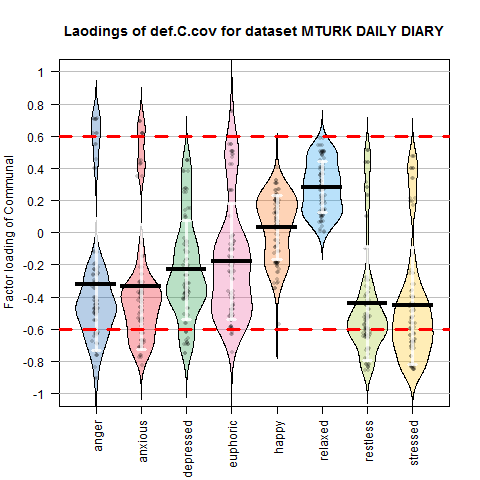 Laodings of def.C.cov for dataset MTURK DAILY DIARY
Factor loading of Communal
1
0.8
0.6
0.4
0.2
0
-0.2
-0.4
-0.6
-0.8
-1
anger
anxious
depressed
euphoric
happy
relaxed
restless
stressed